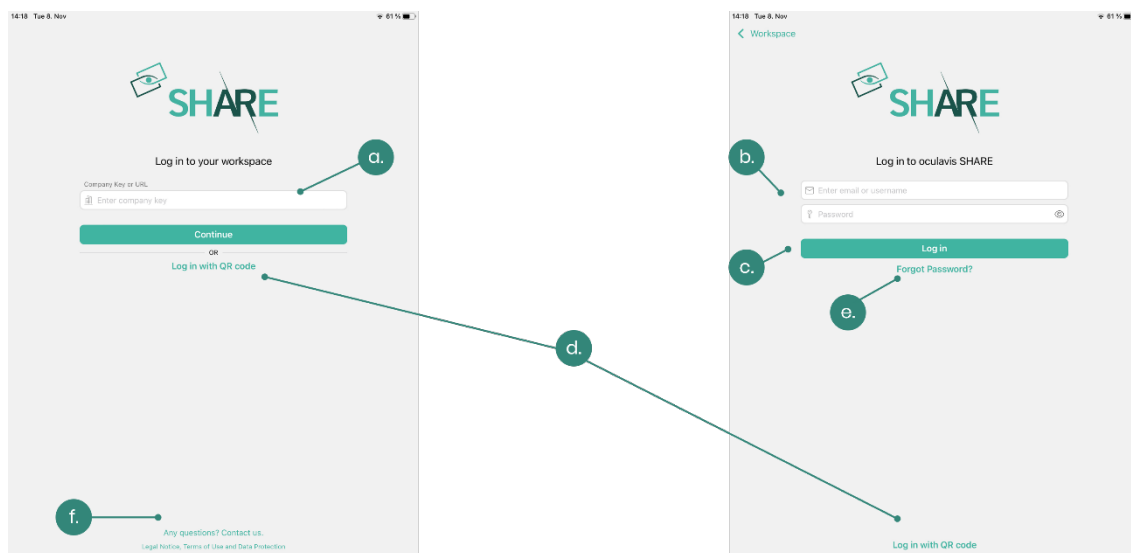 14:18 Tue 8. Nov
61 %
SHARE
Log in to your workspace
a.
Company Key or URL
Enter company key
Continue
OR
Log in with QR code
f.
Any questions? Contact us.
Legal Notice, Terms of Use and Data Protection
d.
14:18 Tue 8. Nov
61 %
Workspace
SHARE
Log in to oculavis SHARE
b.
Enter email or username
Password
c.
Log in
Forgot Password?
e.
Log in with QR code